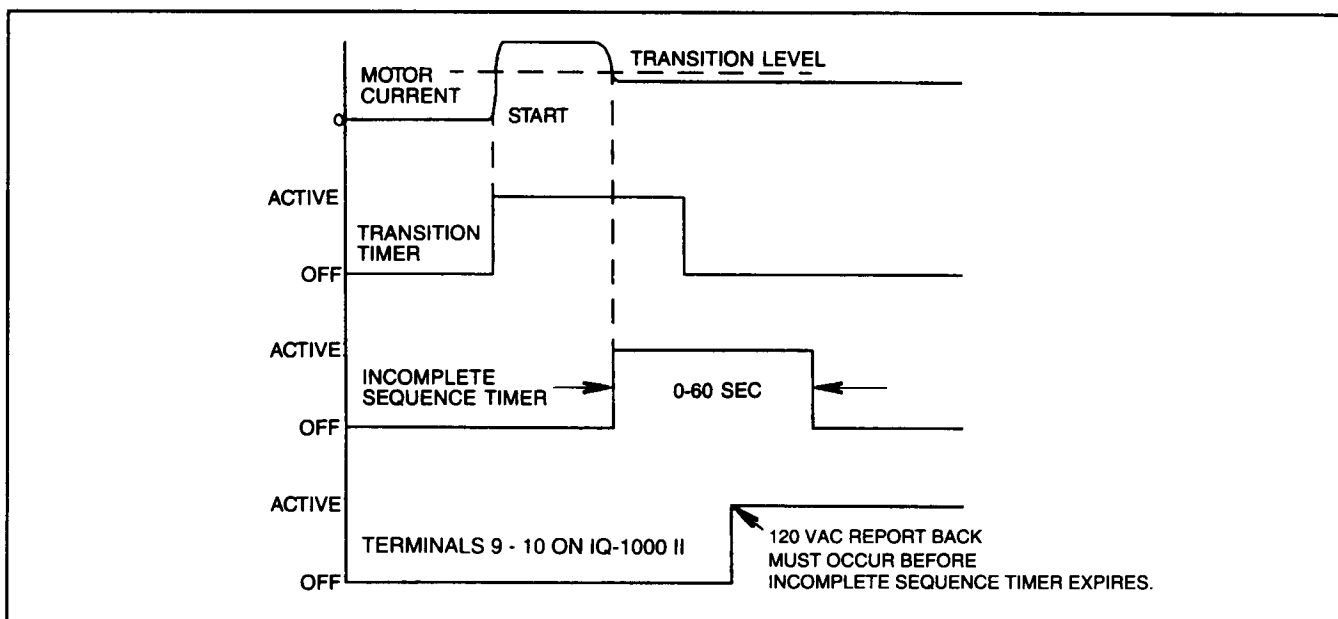 TRANSITION LEVEL
MOTOR
CURRENT
0
START
ACTIVE
TRANSITION
TIMER
OFF
ACTIVE
INCOMPLETE
SEQUENCE TIMER
0-60 SEC
OFF
ACTIVE
TERMINALS 9 - 10 ON IQ-1000 II
120 VAC REPORT BACK
MUST OCCUR BEFORE
INCOMPLETE SEQUENCE TIMER EXPIRES.
OFF